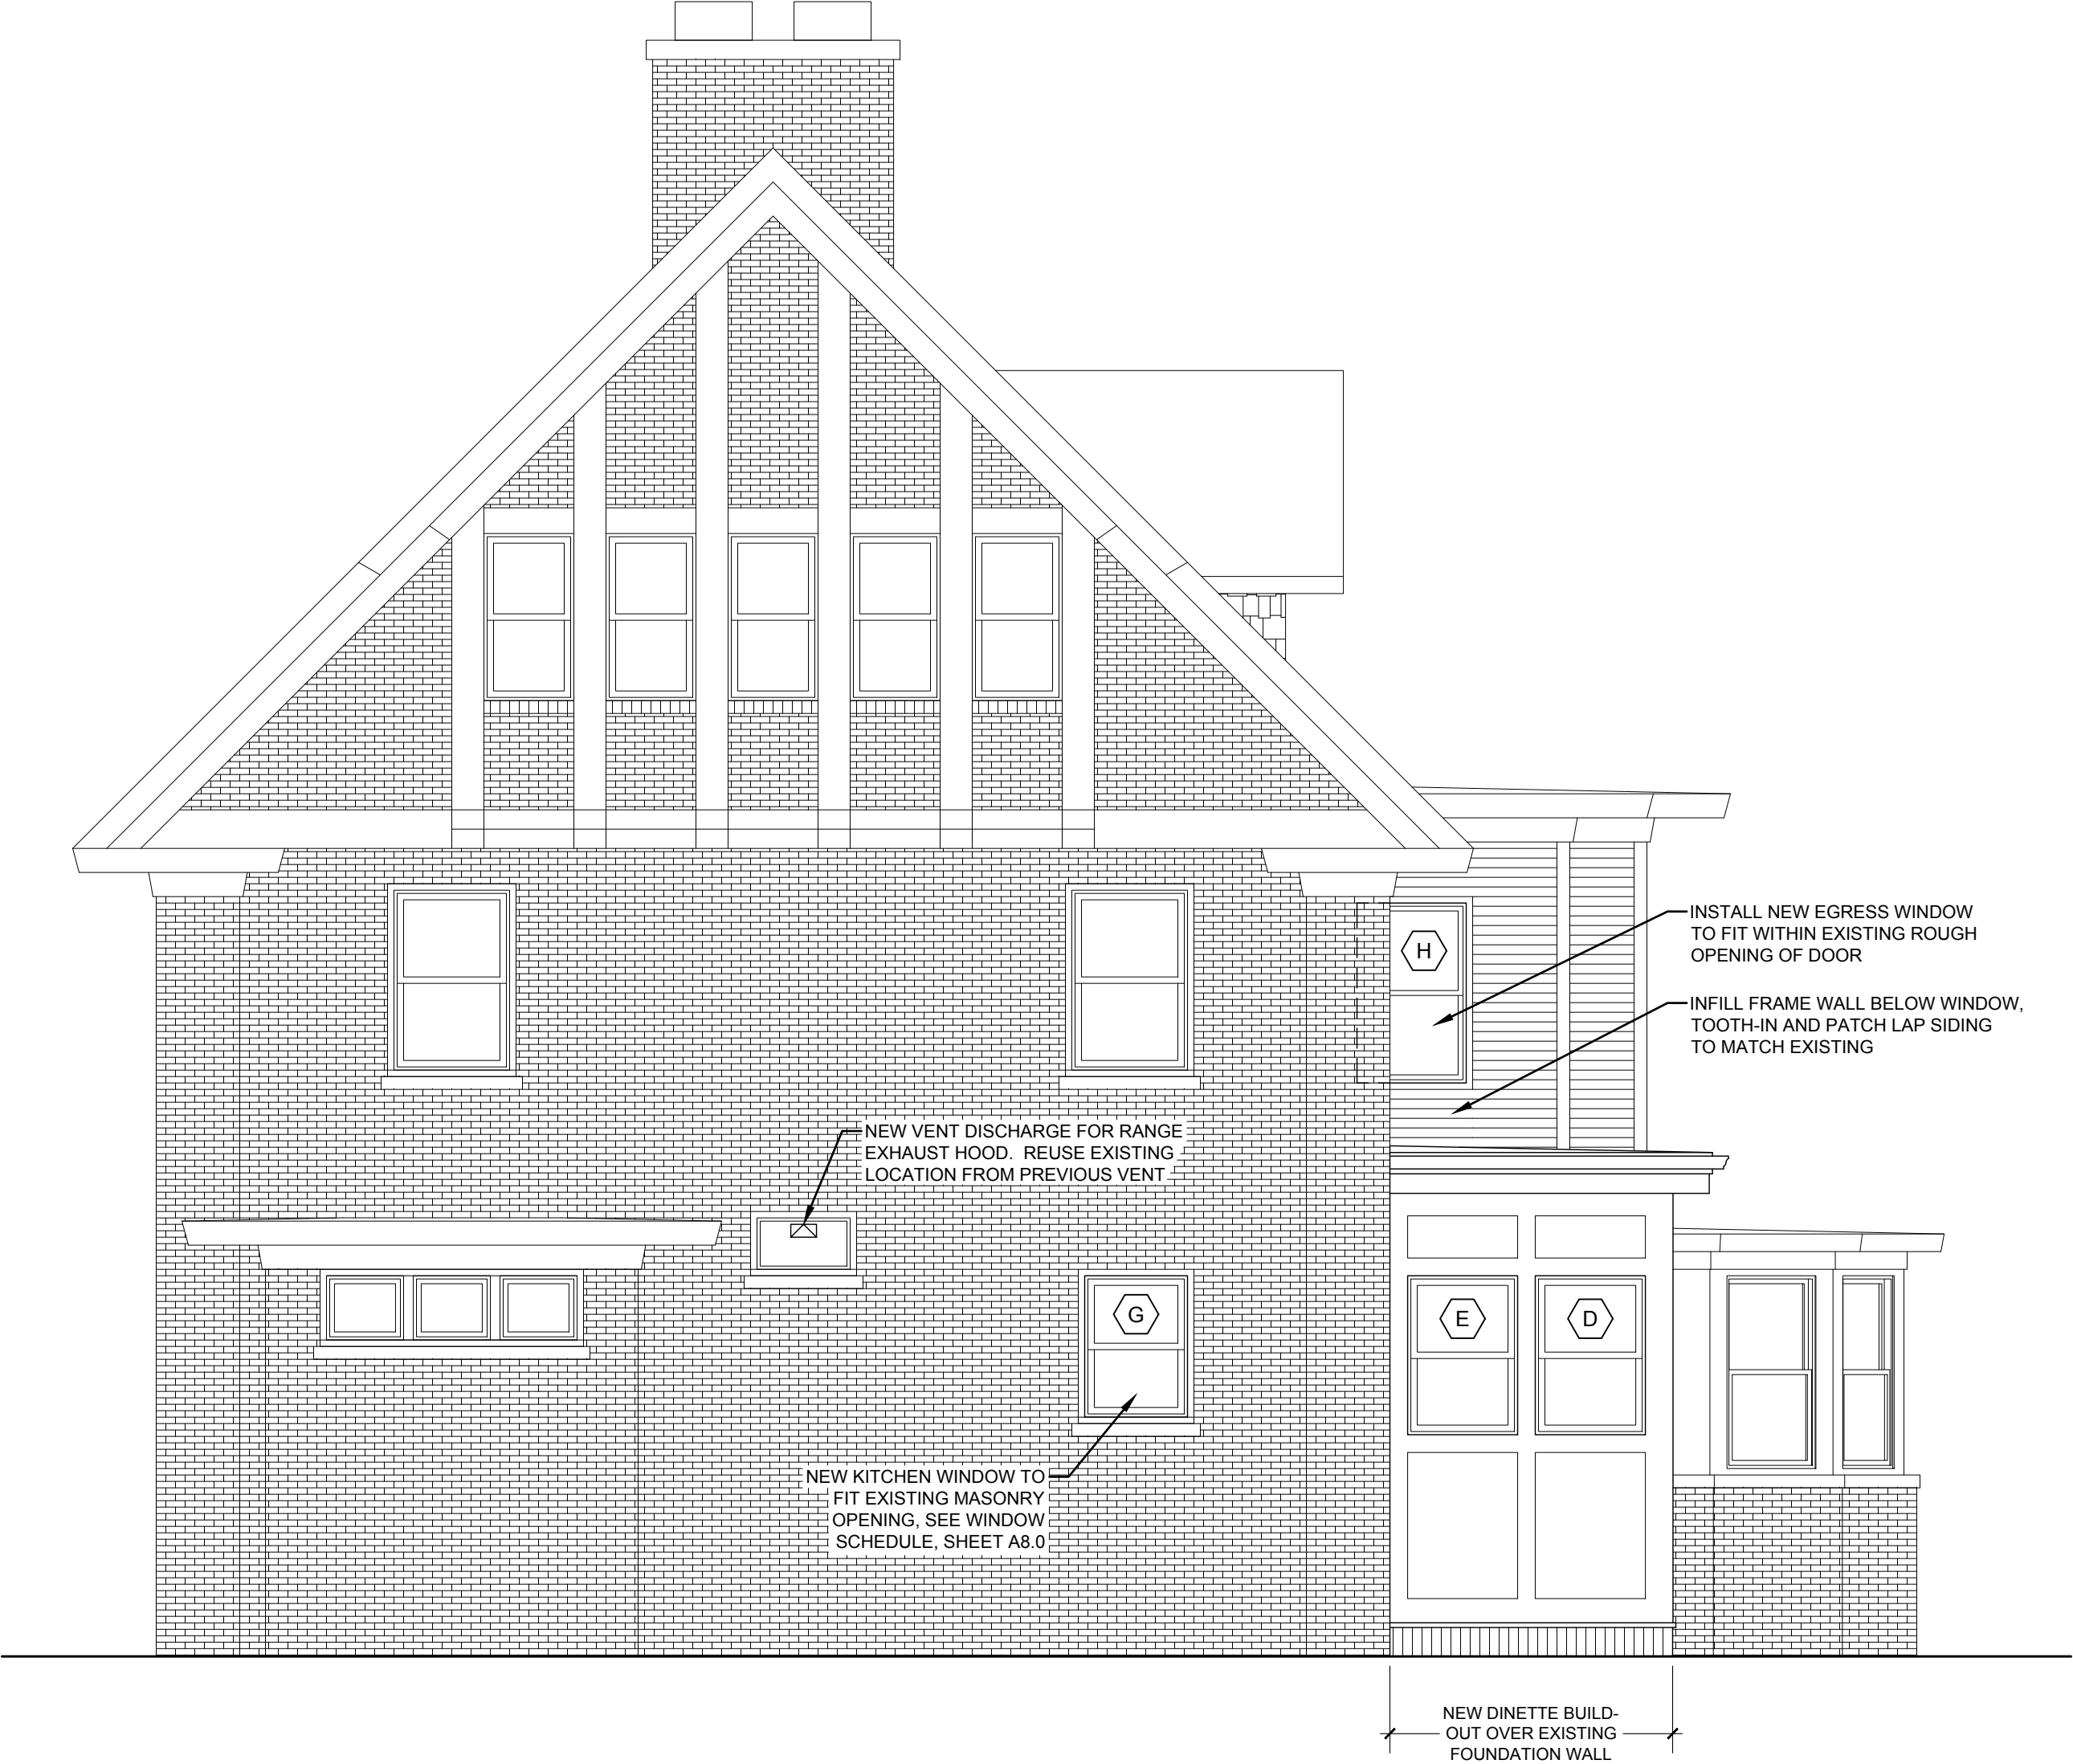 H
INSTALL NEW EGRESS WINDOW
TO FIT WITHIN EXISTING ROUGH
OPENING OF DOOR
INFILL FRAME WALL BELOW WINDOW,
TOOTH-IN AND PATCH LAP SIDING
TO MATCH EXISTING
NEW VENT DISCHARGE FOR RANGE
EXHAUST HOOD. REUSE EXISTING
LOCATION FROM PREVIOUS VENT
G
E
D
NEW KITCHEN WINDOW TO
FIT EXISTING MASONRY
OPENING, SEE WINDOW
SCHEDULE, SHEET A8.0
NEW DINETTE BUILD-
OUT OVER EXISTING
FOUNDATION WALL